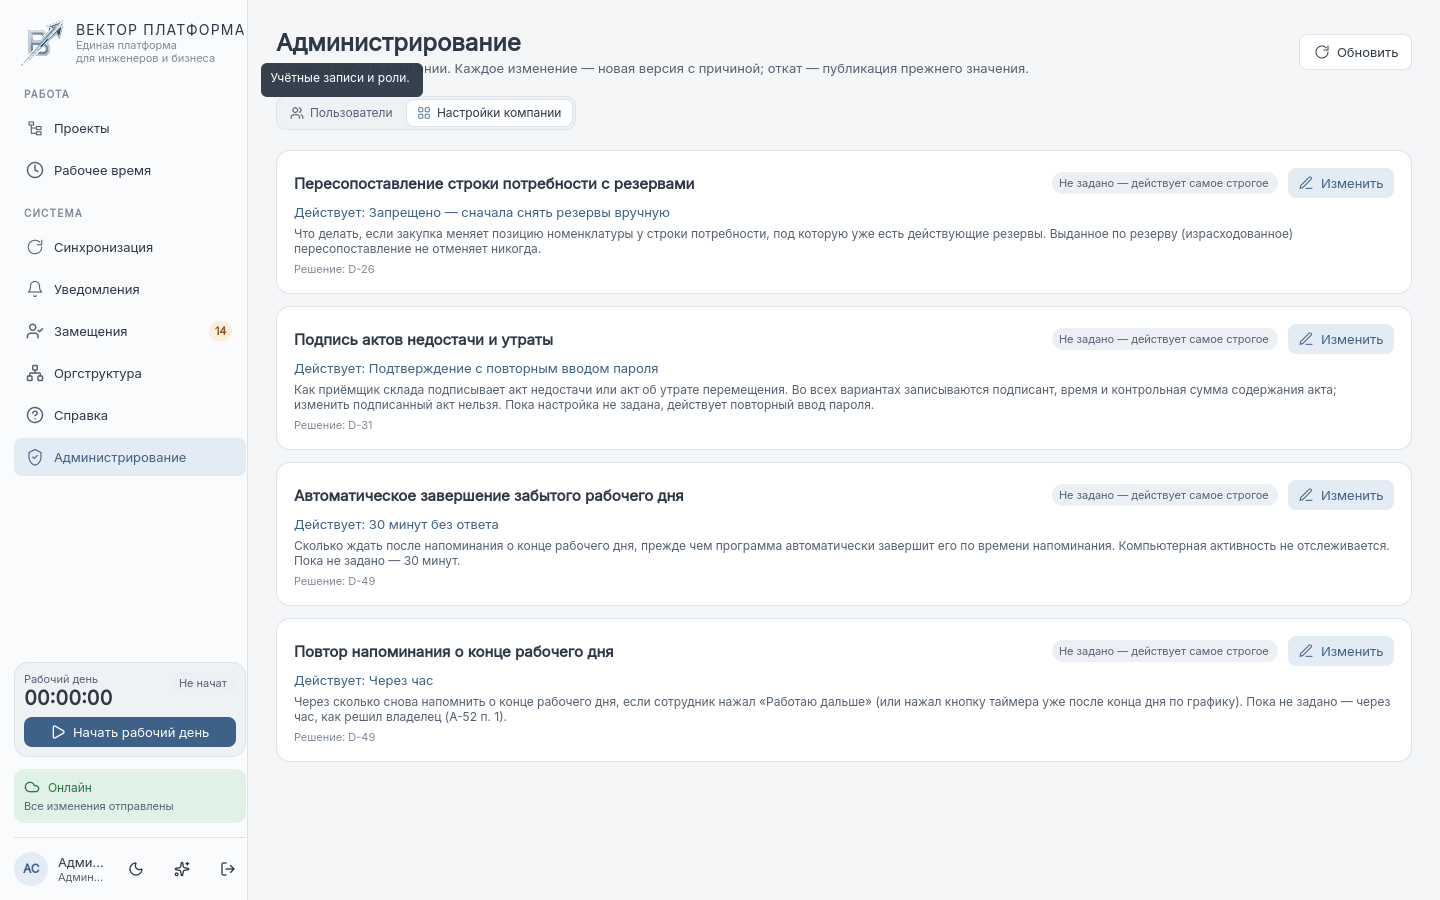 ВЕКТОР ПЛАТФОРМА
Единая платформа
для инженеров и бизнеса
РАБОТА
Проекты
Рабочее время
СИСТЕМА
Синхронизация
Уведомления
Замещения
14
Оргструктура
Справка
Администрирование
Рабочий день
Не начат
00:00:00
Начать рабочий день
Онлайн
Все изменения отправлены
АС
Адми...
Админ...
Администрирование
Каждое изменение — новая версия с причиной; откат — публикация прежнего значения.
Обновить
Учётные записи и роли.
Пользователи
Настройки компании
Пересопоставление строки потребности с резервами
Не задано — действует самое строгое
Изменить
Действует: Запрещено — сначала снять резервы вручную
Что делать, если закупка меняет позицию номенклатуры у строки потребности, под которую уже есть действующие резервы. Выданное по резерву (израсходованное)
пересопоставление не отменяет никогда.
Решение: D-26
Подпись актов недостачи и утраты
Не задано — действует самое строгое
Изменить
Действует: Подтверждение с повторным вводом пароля
Как приёмщик склада подписывает акт недостачи или акт об утрате перемещения. Во всех вариантах записываются подписант, время и контрольная сумма содержания акта;
изменить подписанный акт нельзя. Пока настройка не задана, действует повторный ввод пароля.
Решение: D-31
Автоматическое завершение забытого рабочего дня
Не задано — действует самое строгое
Изменить
Действует: 30 минут без ответа
Сколько ждать после напоминания о конце рабочего дня, прежде чем программа автоматически завершит его по времени напоминания. Компьютерная активность не отслеживается.
Пока не задано — 30 минут.
Решение: D-49
Повтор напоминания о конце рабочего дня
Не задано — действует самое строгое
Изменить
Действует: Через час
Через сколько снова напомнить о конце рабочего дня, если сотрудник нажал «Работаю дальше» (или нажал кнопку таймера уже после конца дня по графику). Пока не задано — через
час, как решил владелец (А-52 п. 1).
Решение: D-49